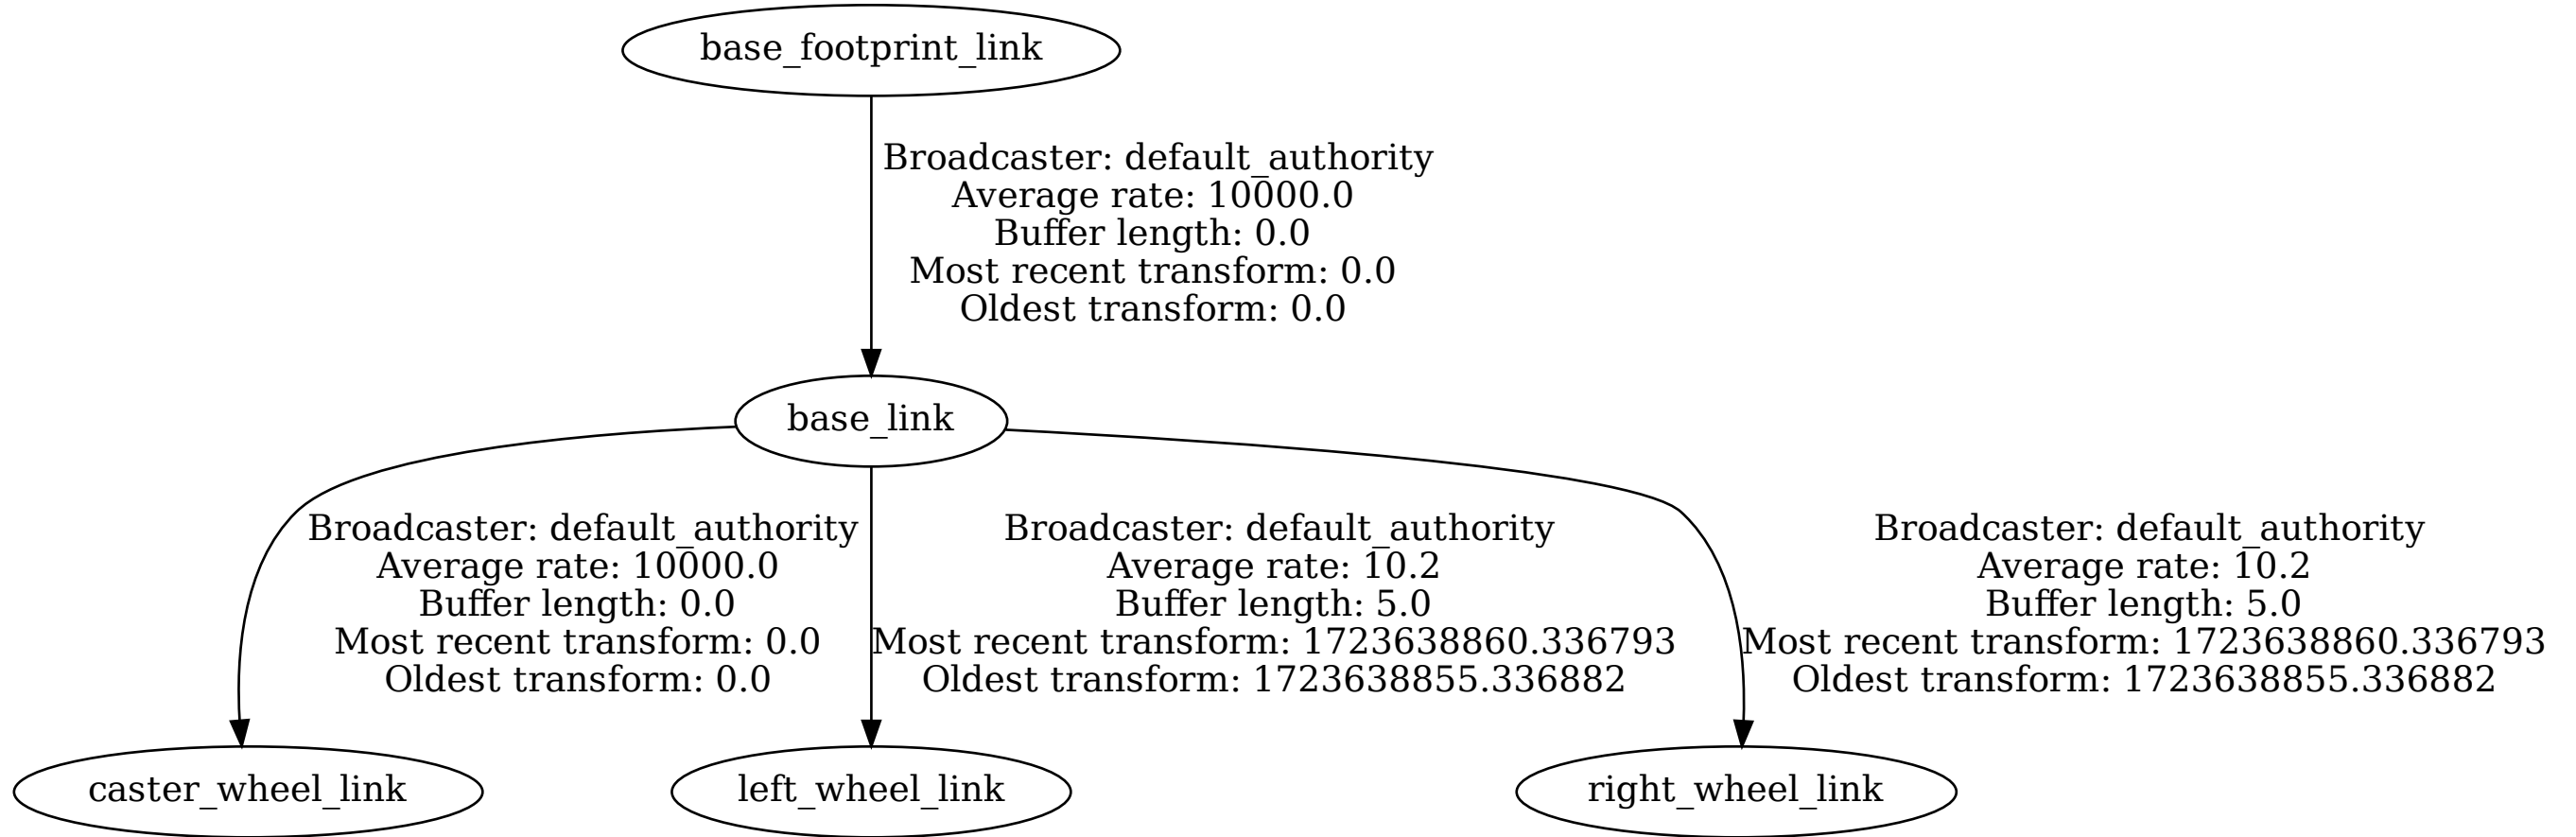 base_footprint_link
Broadcaster: default_authority
Average rate: 10000.0
Buffer length: 0.0
Most recent transform: 0.0
Oldest transform: 0.0
base_link
Broadcaster: default_authority
Average rate: 10000.0
Buffer length: 0.0
Most recent transform: 0.0
Oldest transform: 0.0
Broadcaster: default_authority
Average rate: 10.2
Buffer length: 5.0
Most recent transform: 1723638860.336793
Oldest transform: 1723638855.336882
Broadcaster: default_authority
Average rate: 10.2
Buffer length: 5.0
Most recent transform: 1723638860.336793
Oldest transform: 1723638855.336882
caster_wheel_link
left_wheel_link
right_wheel_link